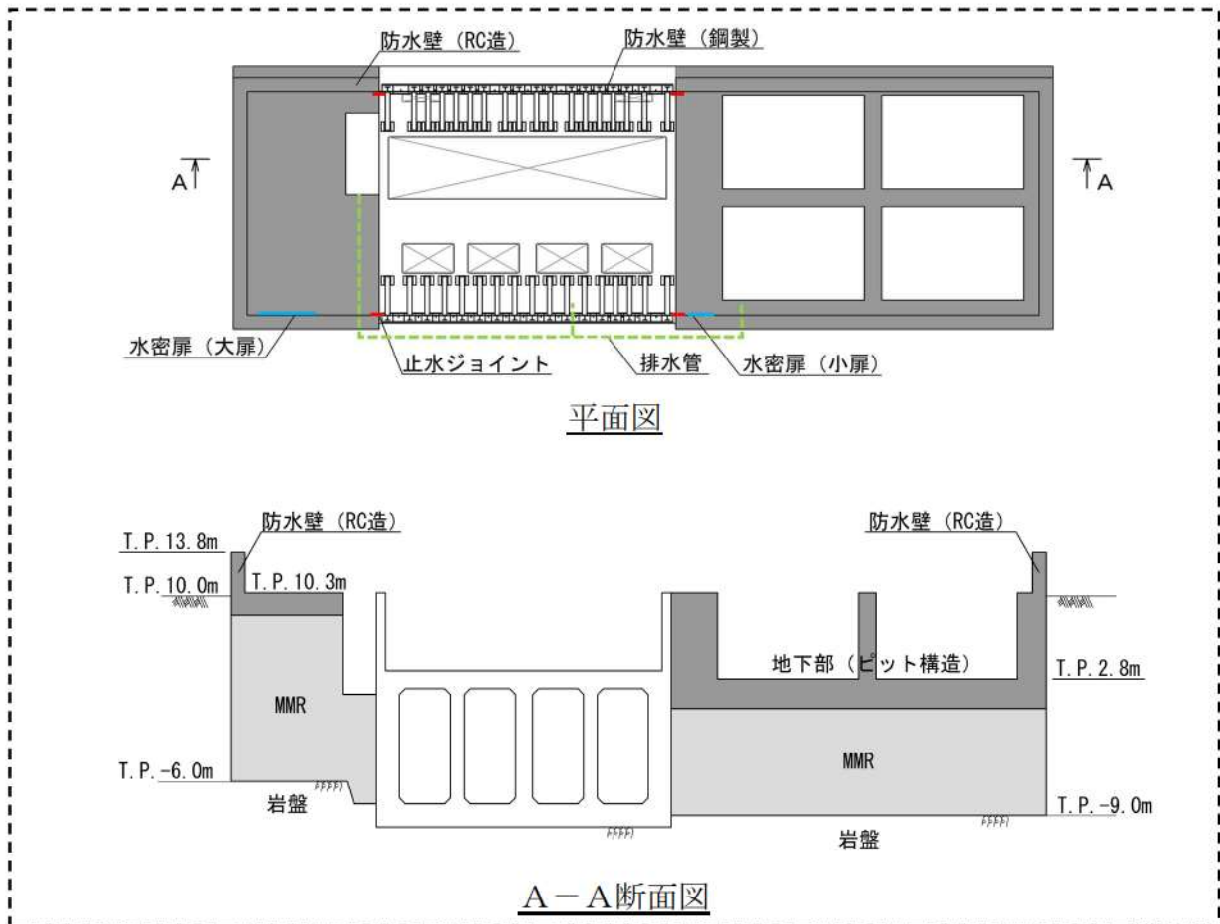 防水壁（RC造）
防水壁（鋼製）
A
A
水密扉（大扉）
止水ジョイント
排水管
水密扉（小扉）
平面図
防水壁（RC造）
防水壁（RC造）
T.P.13.8m
T.P.10.0m
T.P.10.3m
地下部（ピット構造）
T.P.2.8m
MMR
MMR
T.P.-6.0m
岩盤
T.P.-9.0m
岩盤
A－A断面図